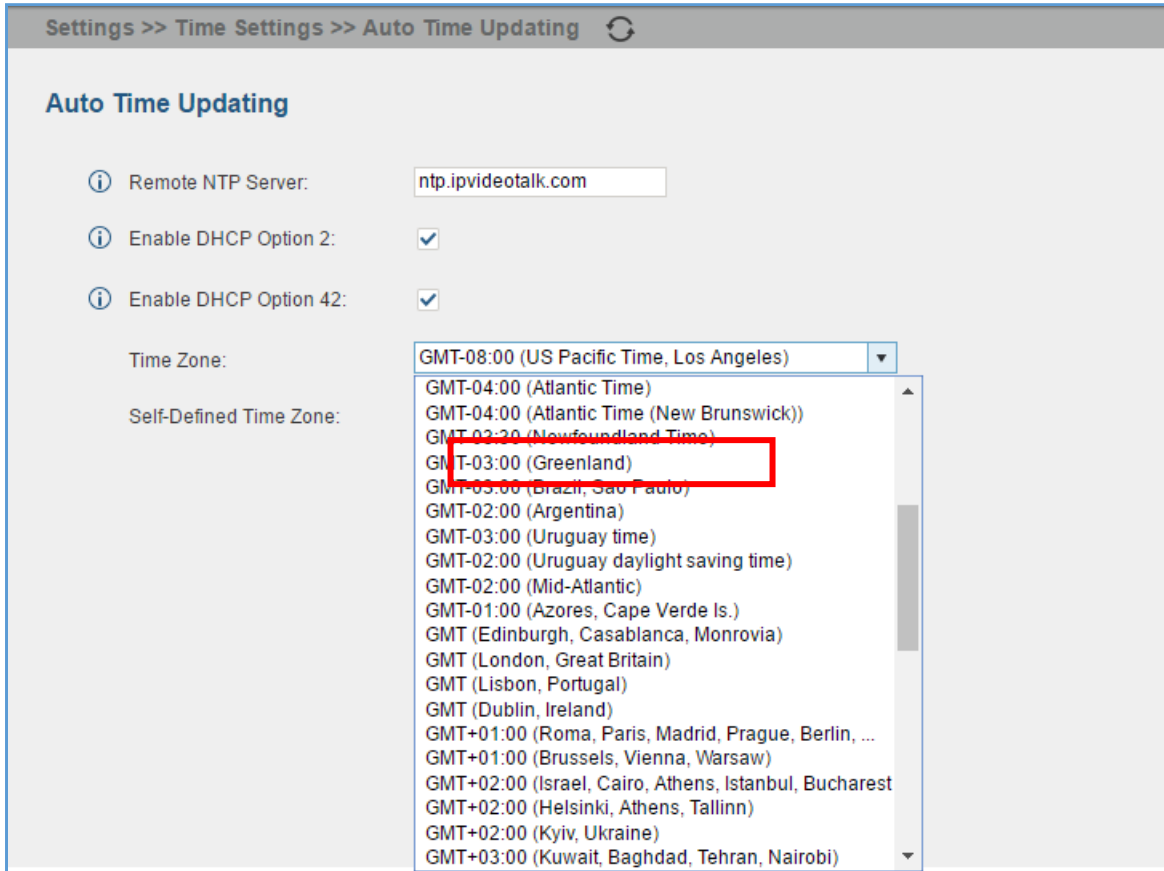 Settings >> Time Settings >> Auto Time Updating
Auto Time Updating
Remote NTP Server: ntp.ipvideotalk.com
Enable DHCP Option 2:
Enable DHCP Option 42:
Time Zone: GMT-08:00 (US Pacific Time, Los Angeles)
GMT-04:00 (Atlantic Time)
Self-Defined Time Zone: GMT-04:00 (Atlantic Time (New Brunswick))
GMT-03:30 (Newfoundland Time)
GMT-03:00 (Greenland)
GMT-03:00 (Brazil, Sao Paulo)
GMT-02:00 (Argentina)
GMT-03:00 (Uruguay time)
GMT-02:00 (Uruguay daylight saving time)
GMT-02:00 (Mid-Atlantic)
GMT-01:00 (Azores, Cape Verde Is.)
GMT (Edinburgh, Casablanca, Monrovia)
GMT (London, Great Britain)
GMT (Lisbon, Portugal)
GMT (Dublin, Ireland)
GMT+01:00 (Roma, Paris, Madrid, Prague, Berlin, ...
GMT+01:00 (Brussels, Vienna, Warsaw)
GMT+02:00 (Israel, Cairo, Athens, Istanbul, Bucharest
GMT+02:00 (Helsinki, Athens, Tallinn)
GMT+02:00 (Kyiv, Ukraine)
GMT+03:00 (Kuwait, Baghdad, Tehran, Nairobi)